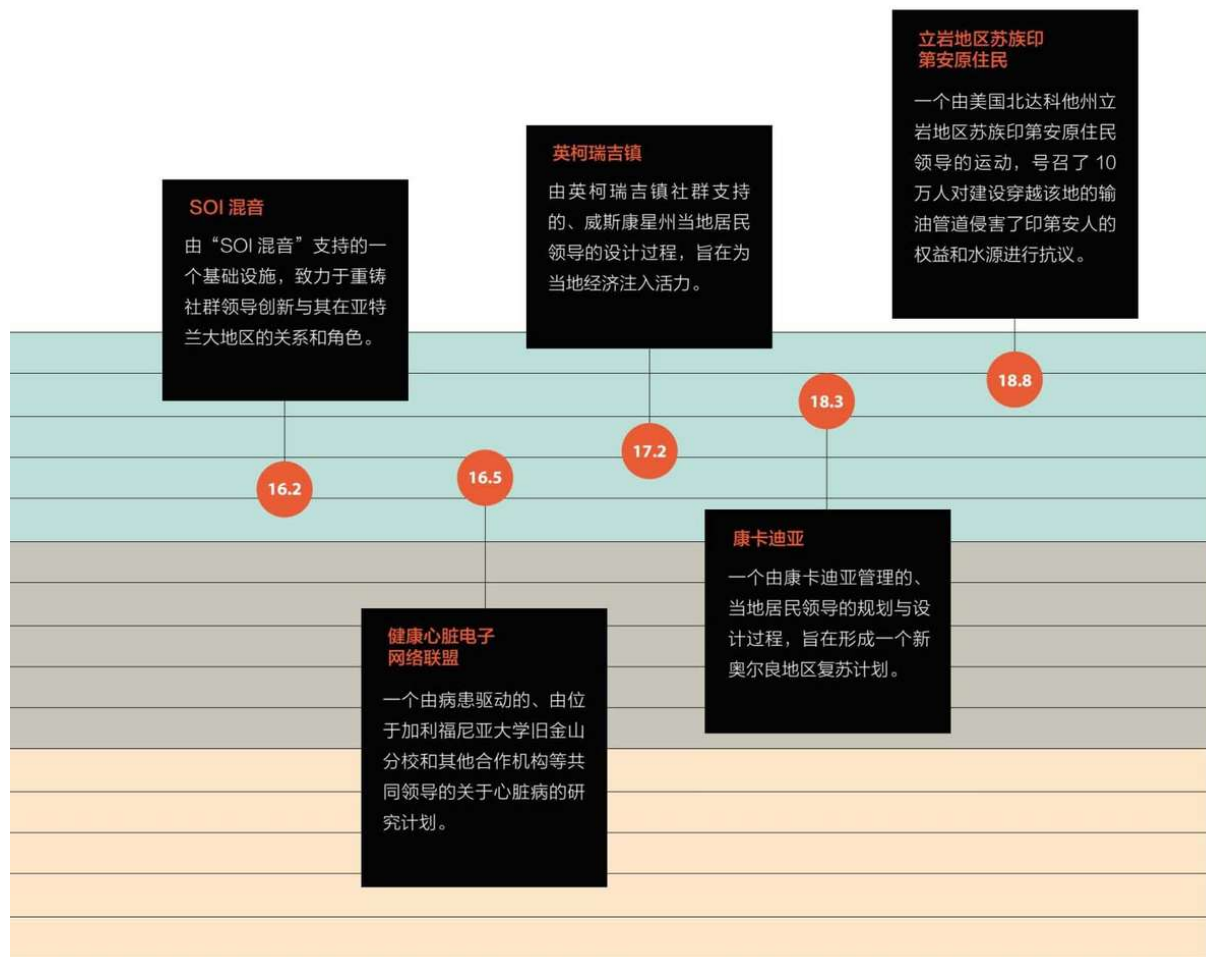 SOI 混音
由“SOI 混音”支持的一
个基础设施，致力于重铸
社群领导创新与其在亚特
兰大地区的关系和角色。
16.2
16.5
健康心脏电子
网络联盟
一个由病患驱动的、由位
于加利福尼亚大学旧金山
分校和其他合作机构等共
同领导的关于心脏病的研
究计划。
英柯瑞吉镇
由英柯瑞吉镇社群支持
的、威斯康星州当地居民
领导的设计过程，旨在为
当地经济注入活力。
17.2
18.3
康卡迪亚
一个由康卡迪亚管理的、
当地居民领导的规划与设
计过程，旨在形成一个新
奥尔良地区复苏计划。
立岩地区苏族印
第安原住民
一个由美国北达科他州立
岩地区苏族印第安原住民
领导的运动，号召了 10
万人对建设穿越该地的输
油管道侵害了印第安人的
权益和水源进行抗议。
18.8